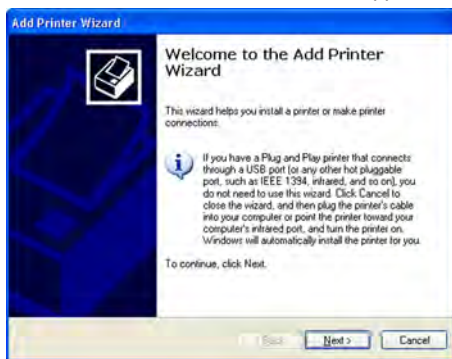 Add Printer Wizard
Welcome to the Add Printer
Wizard
This wizard helps you install a printer or make printer
connections.
If you have a Plug and Play printer that connects
through a USB port (or any other hot pluggable
port, such as IEEE 1394, infrared, and so on), you
do not need to use this wizard. Click Cancel to
close the wizard, and then plug the printer's cable
into your computer or point the printer toward your
computer's infrared port, and turn the printer on.
Windows will automatically install the printer for you.
To continue, click Next.
< Back Next > Cancel